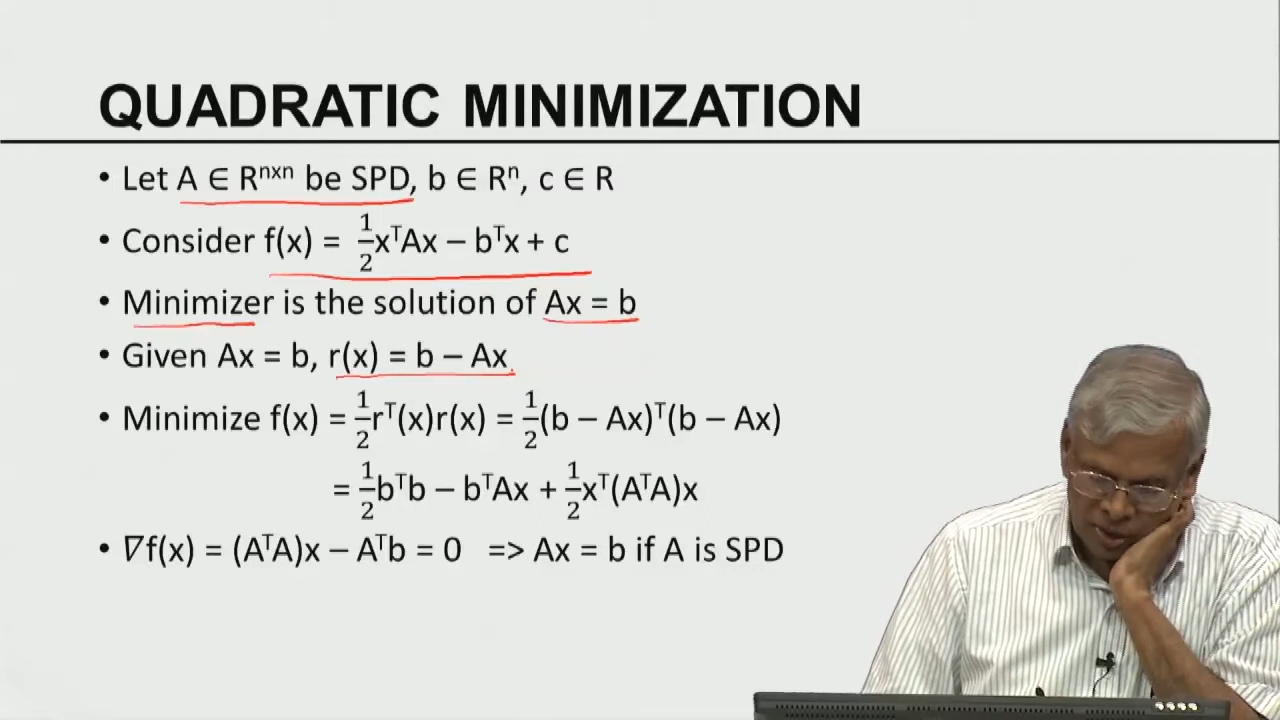 QUADRATIC MINIMIZATION
• Let A ∈ Rⁿˣⁿ be SPD, b ∈ Rⁿ, c ∈ R
• Consider f(x) = ½xᵀAx – bᵀx + c
• Minimizer is the solution of Ax = b
• Given Ax = b, r(x) = b – Ax
• Minimize f(x) = ½rᵀ(x)r(x) = ½(b – Ax)ᵀ(b – Ax)
= ½bᵀb – bᵀAx + ½xᵀ(AᵀA)x
• ∇f(x) = (AᵀA)x – Aᵀb = 0 => Ax = b if A is SPD